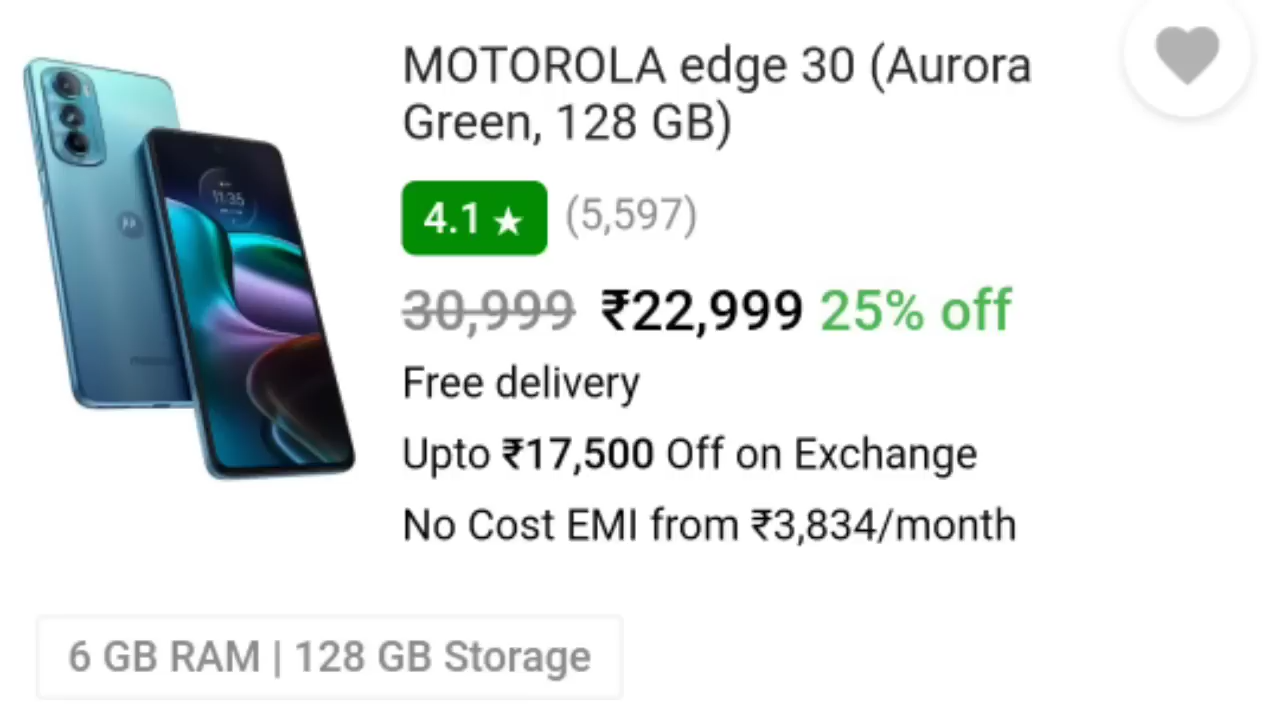 MOTOROLA edge 30 (Aurora
Green, 128 GB)
4.1 ★ (5,597)
30,999 ₹22,999 25% off
Free delivery
Upto ₹17,500 Off on Exchange
No Cost EMI from ₹3,834/month
6 GB RAM | 128 GB Storage
11:35